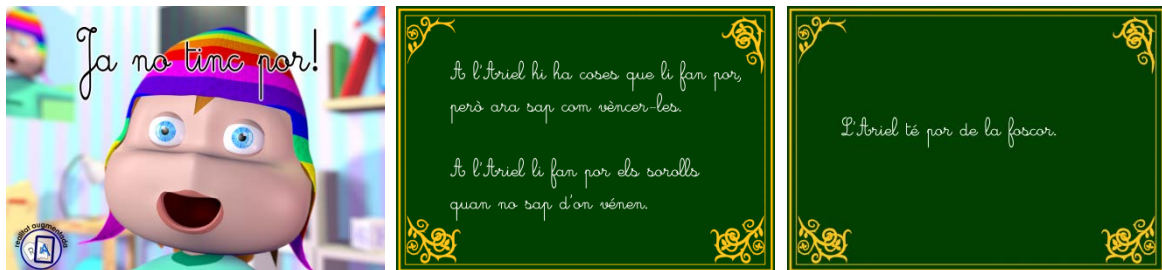 Ja no tinc por!
realitat augmentada
A l'Ariel hi ha coses que li fan por,
però ara sap com vèncer-les.
A l'Ariel li fan por els sorolls
quan no sap d'on vénen.
L'Ariel té por de la foscor.